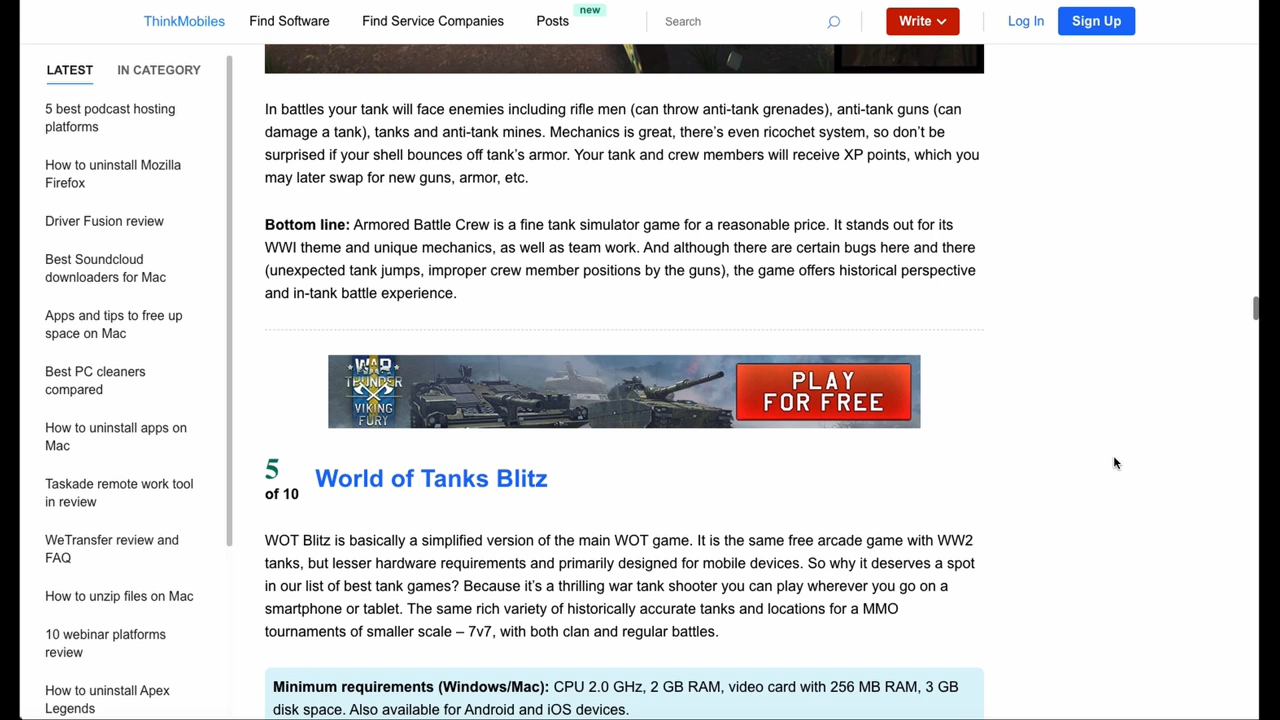 ThinkMobiles
Find Software
Find Service Companies
Posts
new
Search
Write
Log In
Sign Up
LATEST
IN CATEGORY
5 best podcast hosting
platforms
How to uninstall Mozilla
Firefox
Driver Fusion review
Best Soundcloud
downloaders for Mac
Apps and tips to free up
space on Mac
Best PC cleaners
compared
How to uninstall apps on
Mac
Taskade remote work tool
in review
WeTransfer review and
FAQ
How to unzip files on Mac
10 webinar platforms
review
How to uninstall Apex
Legends
In battles your tank will face enemies including rifle men (can throw anti-tank grenades), anti-tank guns (can
damage a tank), tanks and anti-tank mines. Mechanics is great, there’s even ricochet system, so don’t be
surprised if your shell bounces off tank’s armor. Your tank and crew members will receive XP points, which you
may later swap for new guns, armor, etc.
Bottom line: Armored Battle Crew is a fine tank simulator game for a reasonable price. It stands out for its
WWI theme and unique mechanics, as well as team work. And although there are certain bugs here and there
(unexpected tank jumps, improper crew member positions by the guns), the game offers historical perspective
and in-tank battle experience.
WAR
THUNDER
VIKING
FURY
PLAY
FOR FREE
5
of 10
World of Tanks Blitz
WOT Blitz is basically a simplified version of the main WOT game. It is the same free arcade game with WW2
tanks, but lesser hardware requirements and primarily designed for mobile devices. So why it deserves a spot
in our list of best tank games? Because it’s a thrilling war tank shooter you can play wherever you go on a
smartphone or tablet. The same rich variety of historically accurate tanks and locations for a MMO
tournaments of smaller scale – 7v7, with both clan and regular battles.
Minimum requirements (Windows/Mac): CPU 2.0 GHz, 2 GB RAM, video card with 256 MB RAM, 3 GB
disk space. Also available for Android and iOS devices.